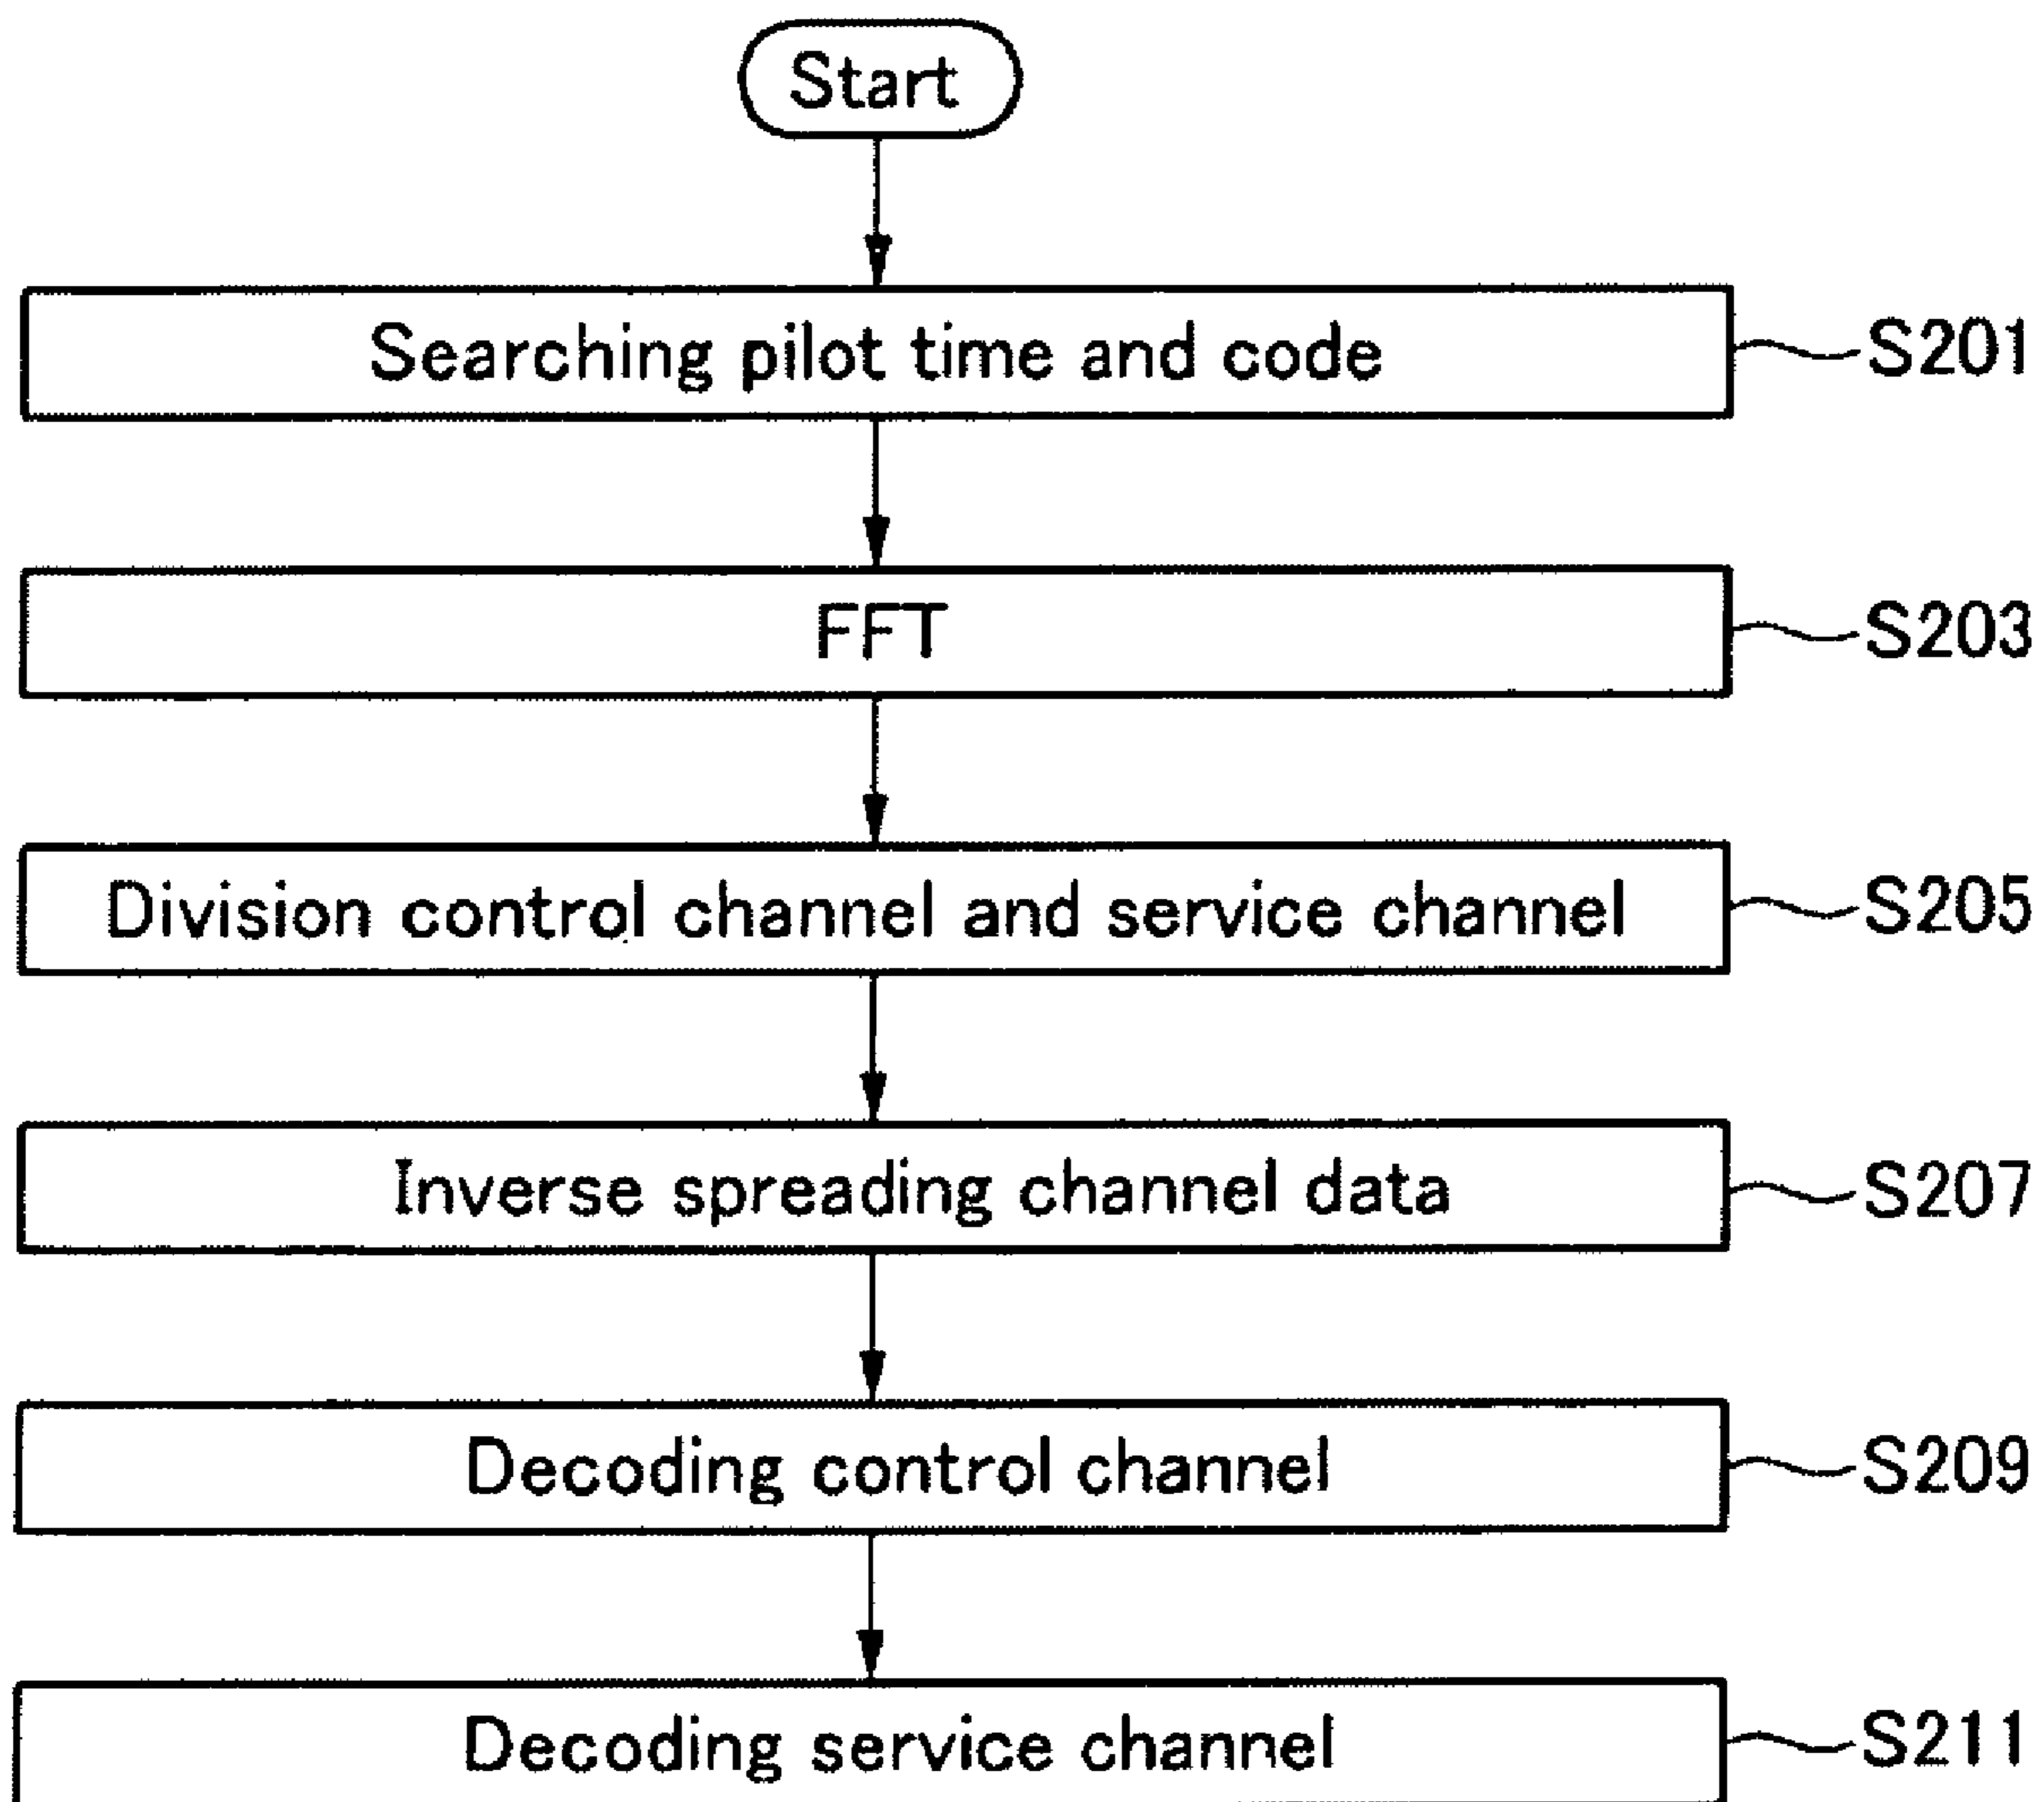 Start
Searching pilot time and code
S201
FFT
S203
Division control channel and service channel
S205
Inverse spreading channel data
S207
Decoding control channel
S209
Decoding service channel
S211